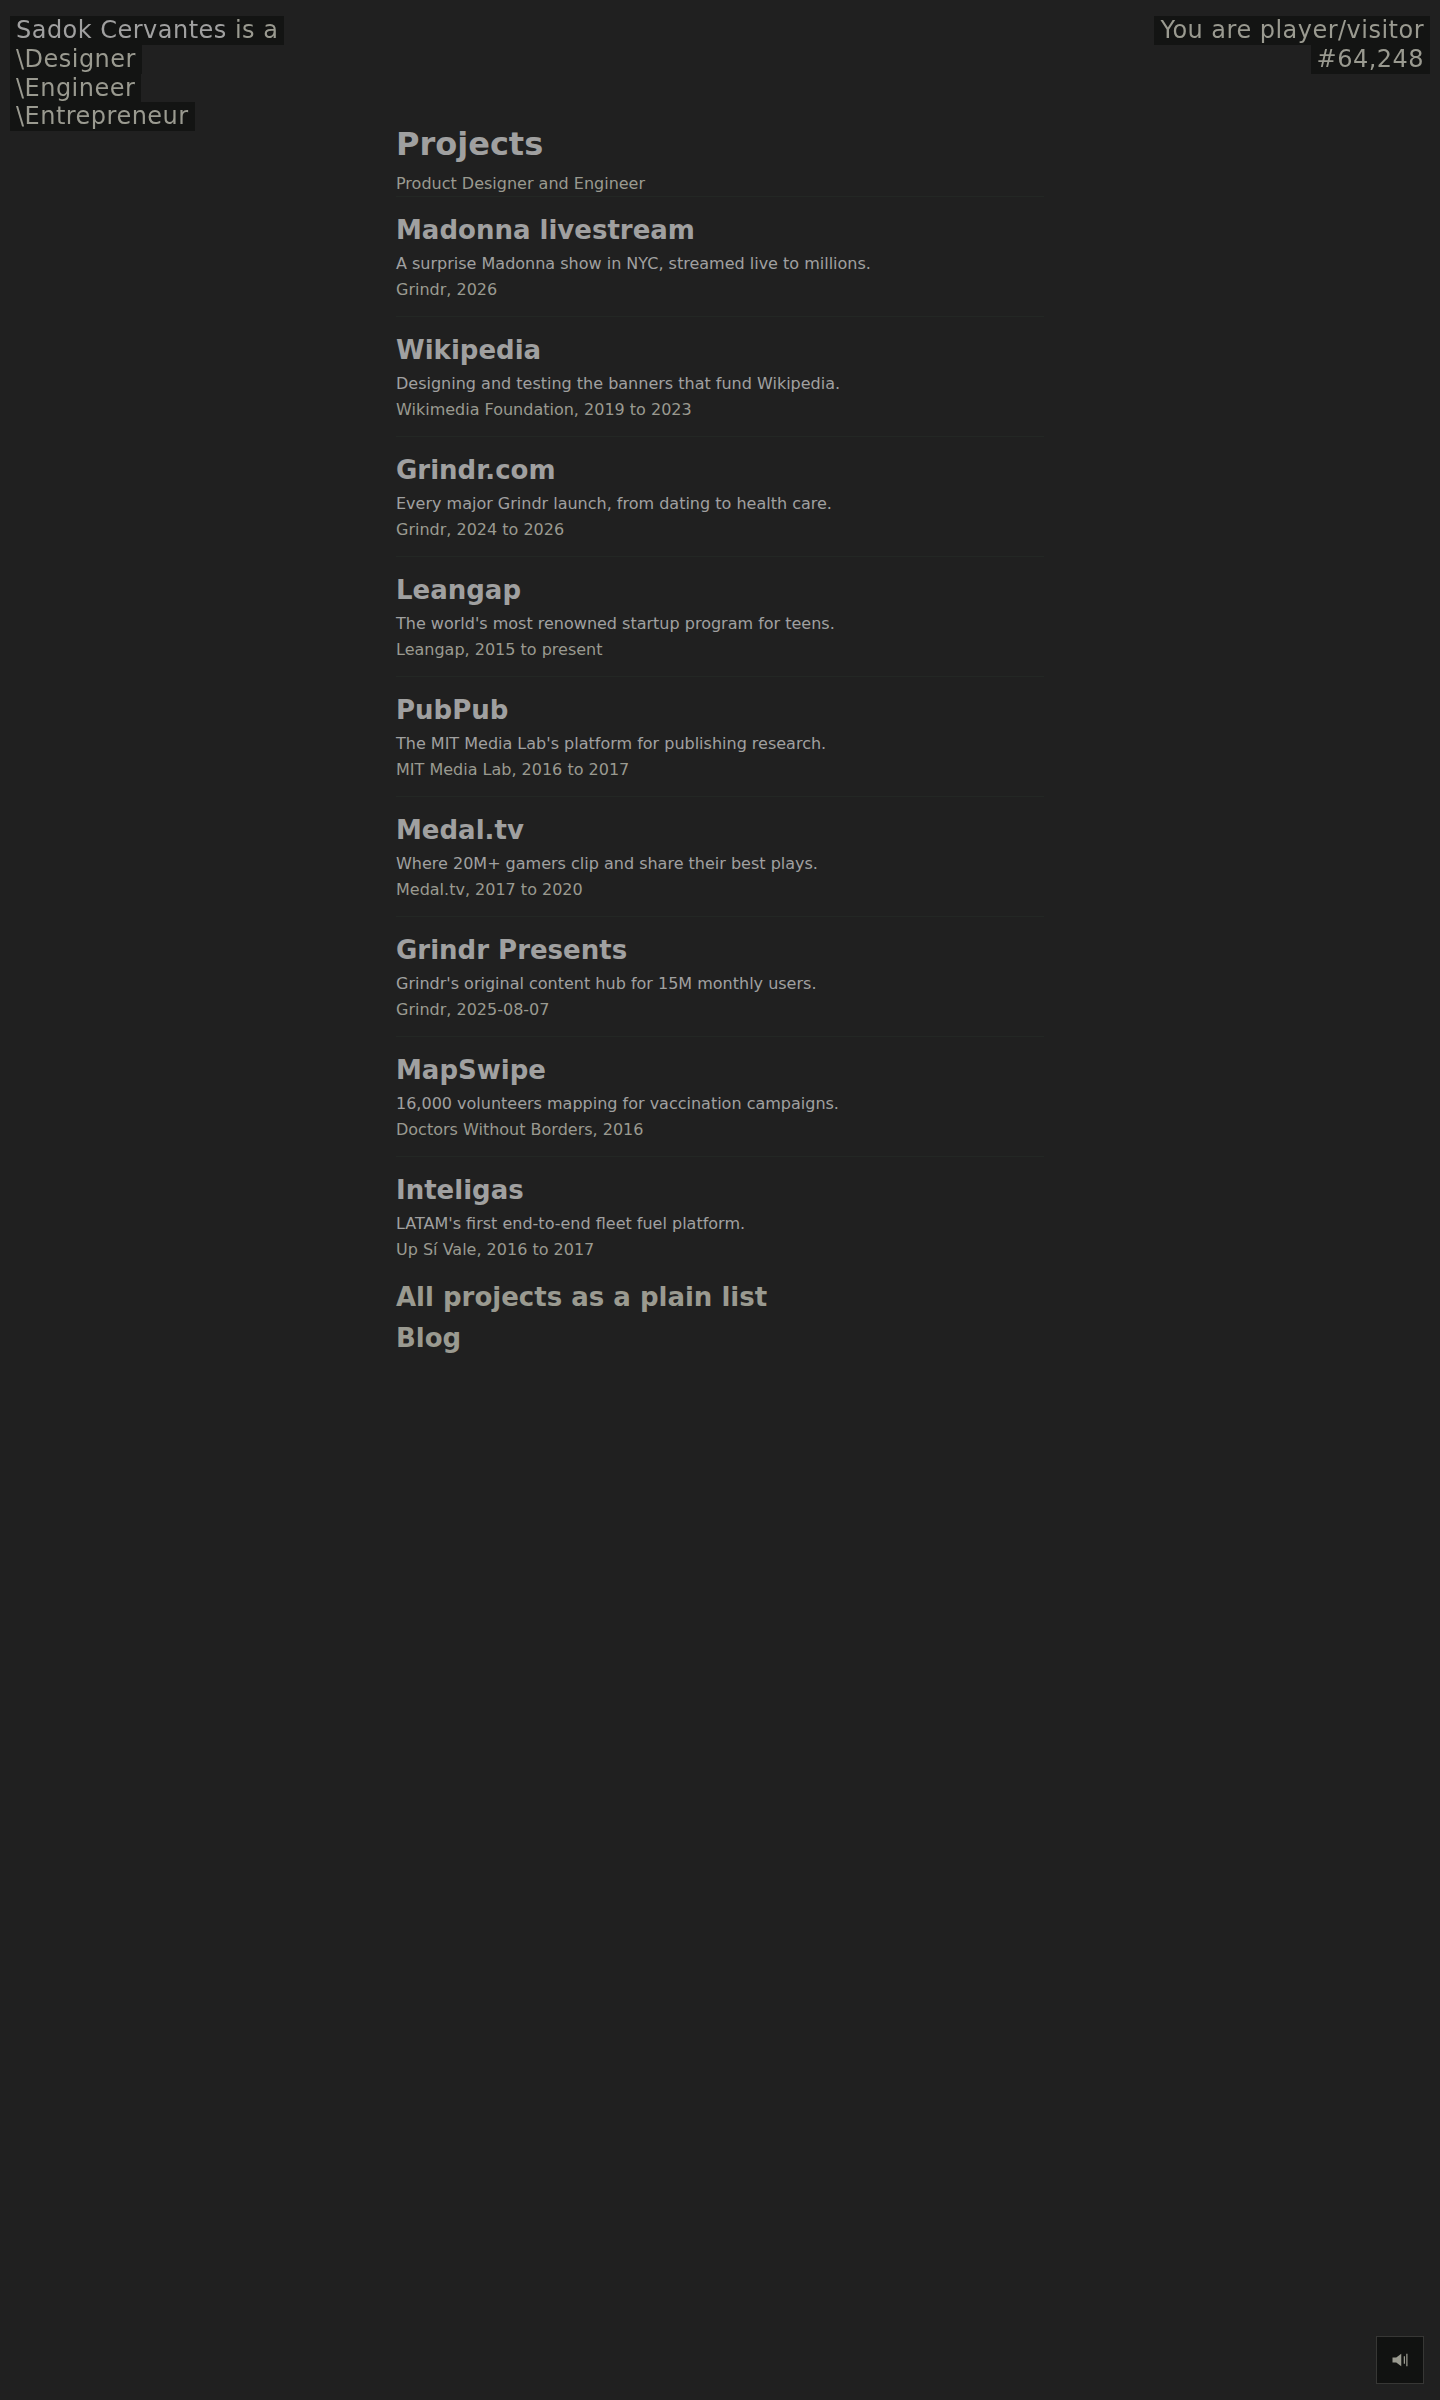 Sadok Cervantes is a
\Designer
\Engineer
\Entrepreneur
You are player/visitor
#64,248
Projects
Product Designer and Engineer
Madonna livestream
A surprise Madonna show in NYC, streamed live to millions.
Grindr, 2026
Wikipedia
Designing and testing the banners that fund Wikipedia.
Wikimedia Foundation, 2019 to 2023
Grindr.com
Every major Grindr launch, from dating to health care.
Grindr, 2024 to 2026
Leangap
The world's most renowned startup program for teens.
Leangap, 2015 to present
PubPub
The MIT Media Lab's platform for publishing research.
MIT Media Lab, 2016 to 2017
Medal.tv
Where 20M+ gamers clip and share their best plays.
Medal.tv, 2017 to 2020
Grindr Presents
Grindr's original content hub for 15M monthly users.
Grindr, 2025-08-07
MapSwipe
16,000 volunteers mapping for vaccination campaigns.
Doctors Without Borders, 2016
Inteligas
LATAM's first end-to-end fleet fuel platform.
Up Sí Vale, 2016 to 2017
All projects as a plain list
Blog